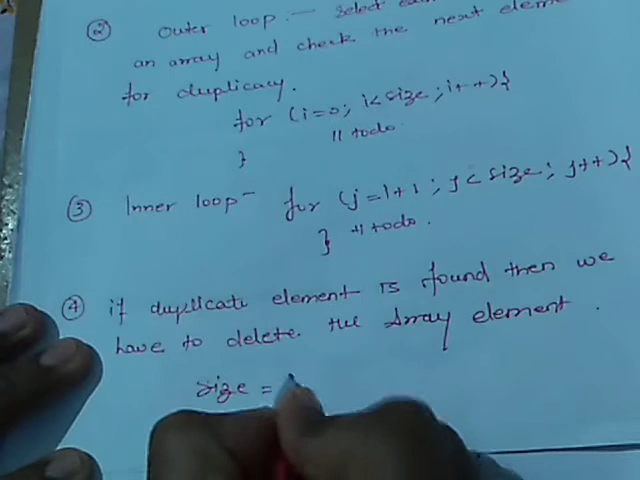 ② Outer loop :- select
an array and check the next
for duplicacy.
for (i=0; i<size; i++){
// todo
}
③ Inner loop - for (j=i+1; j<size; j++){
} // todo.
④ if duplicate element is found then we
have to delete the Array element.
size =